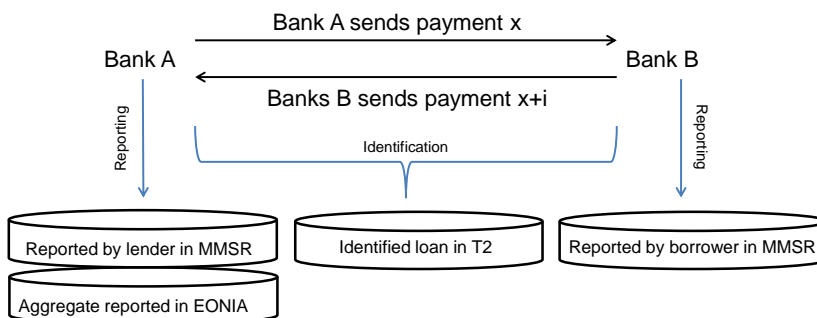 Bank A sends payment x
Bank A
Bank B
Banks B sends payment x+i
Reporting
Identification
Reporting
Reported by lender in MMSR
Identified loan in T2
Reported by borrower in MMSR
Aggregate reported in EONIA